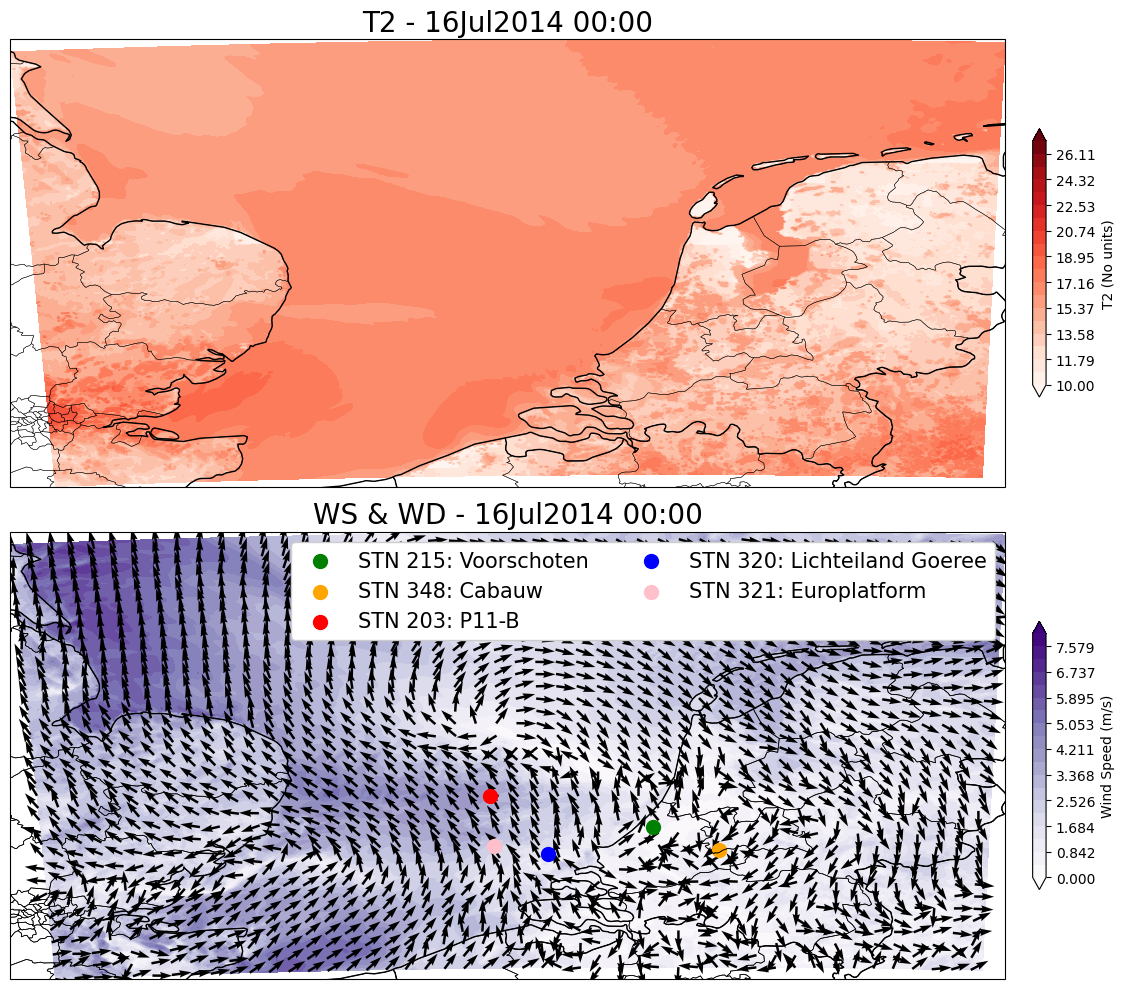 T2 - 16Jul2014 00:00
26.11
24.32
22.53
20.74
18.95
17.16
15.37
13.58
11.79
10.00
T2 (No units)
WS & WD - 16Jul2014 00:00
STN 215: Voorschoten
STN 348: Cabauw
STN 203: P11-B
STN 320: Lichteiland Goeree
STN 321: Europlatform
7.579
6.737
5.895
5.053
4.211
3.368
2.526
1.684
0.842
0.000
Wind Speed (m/s)